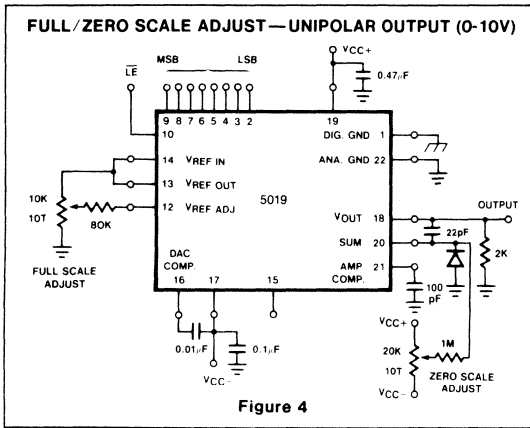 FULL/ZERO SCALE ADJUST—UNIPOLAR OUTPUT (0-10V)
MSB LSB
LE
VCC+
0.47µF
9 8 7 6 5 4 3 2
19
10
DIG. GND 1
14 VREF IN
ANA. GND 22
13 VREF OUT
10K
10T
80K
12 VREF ADJ
5019
VOUT 18
OUTPUT
22pF
SUM 20
2K
FULL SCALE
ADJUST
DAC
COMP.
AMP
COMP.
21
100
pF
16 17 15
0.01µF
0.1µF
VCC-
VCC+
20K
10T
1M
ZERO SCALE
ADJUST
VCC-
Figure 4